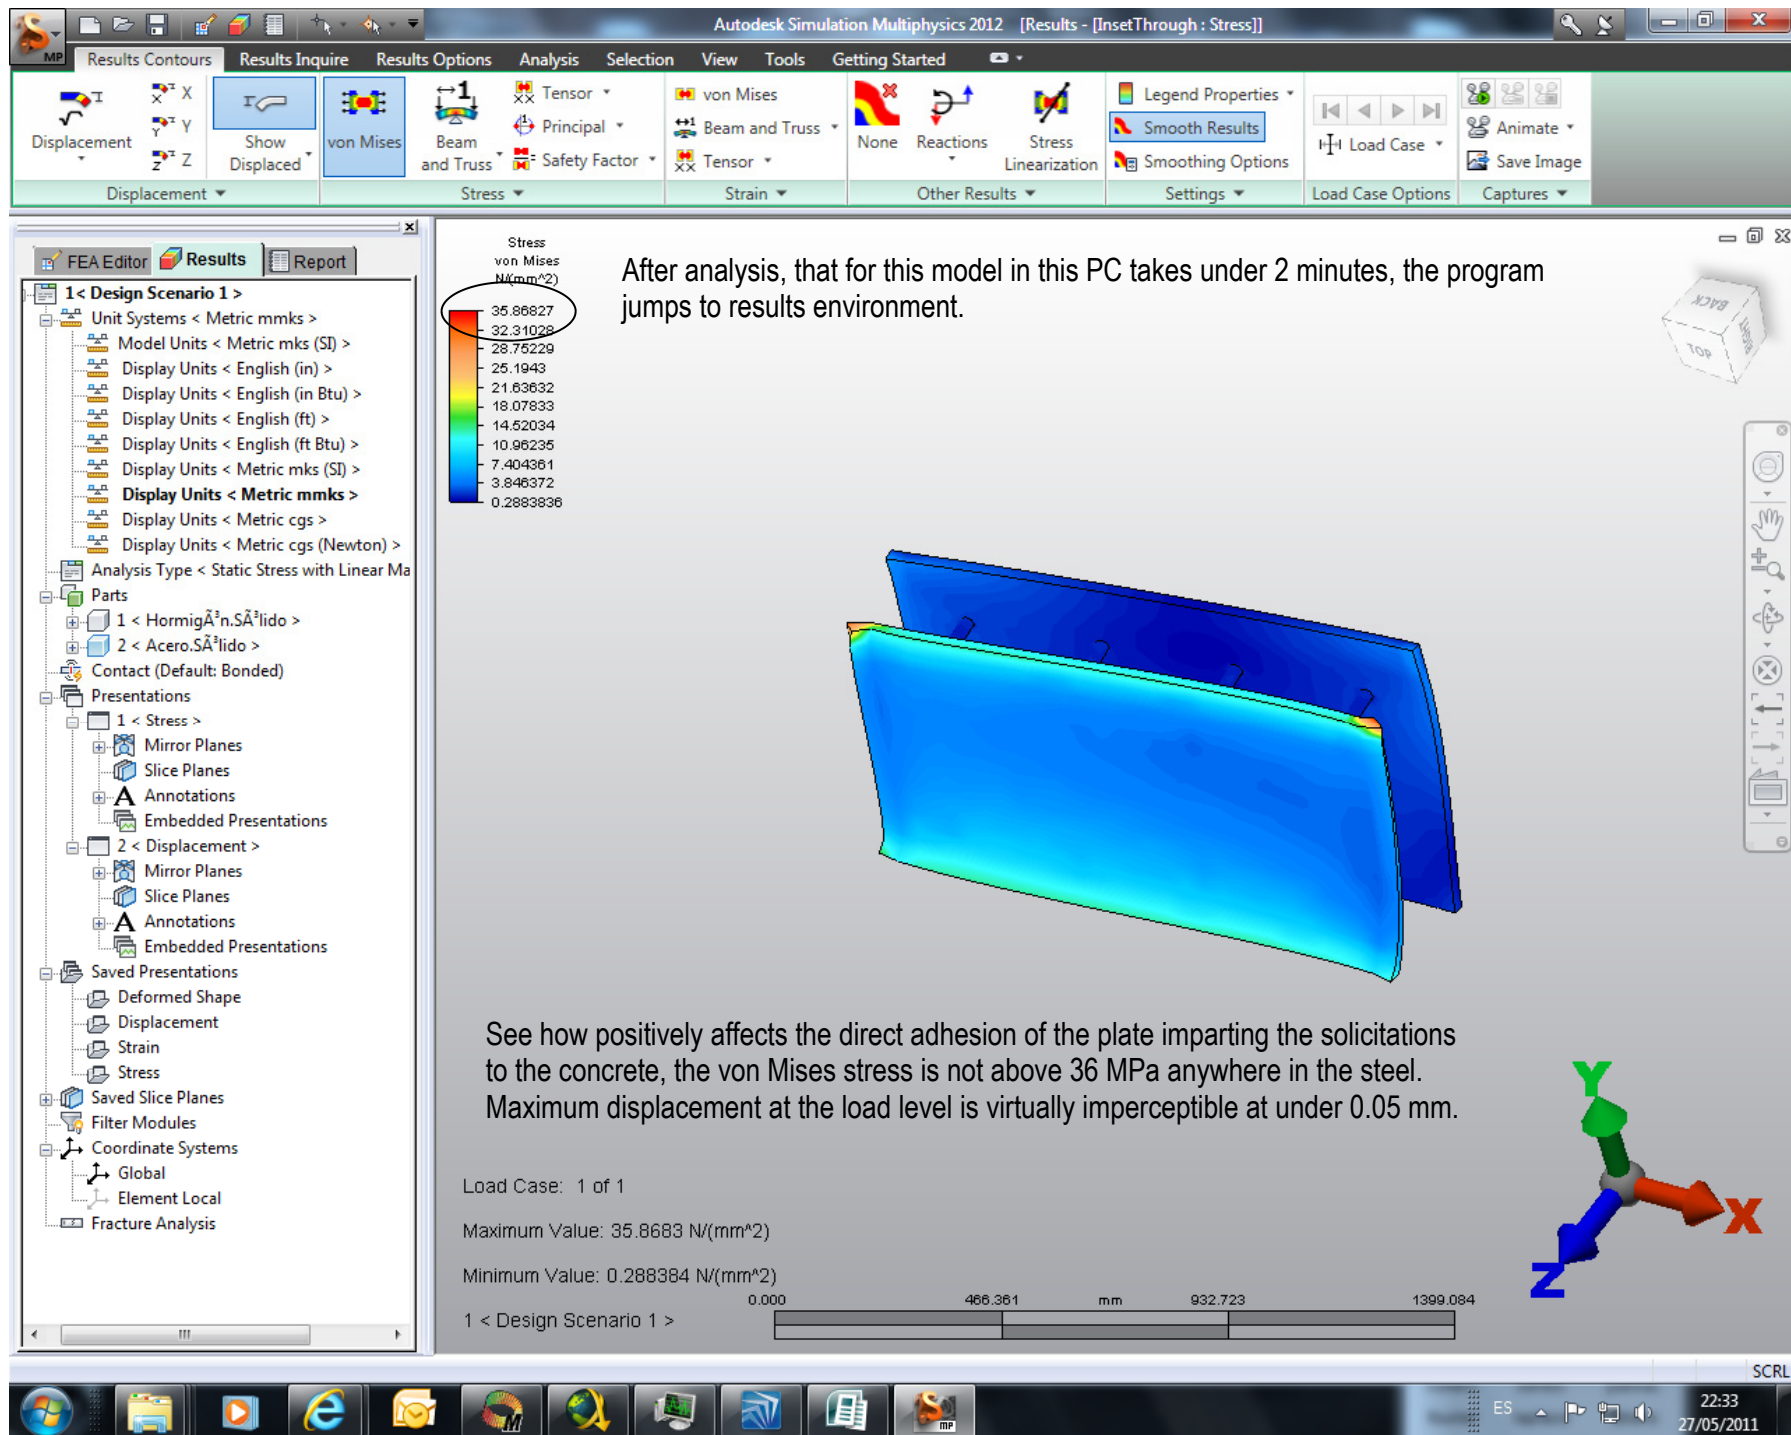 Autodesk Simulation Multiphysics 2012 [Results - [InsetThrough : Stress]]
MP
Results Contours Results Inquire Results Options Analysis Selection View Tools Getting Started
Displacement
X
Y
Z
Show Displaced
Displacement
von Mises
Beam and Truss
Tensor
Principal
Safety Factor
Stress
von Mises
Beam and Truss
Tensor
Strain
None
Reactions
Stress Linearization
Other Results
Legend Properties
Smooth Results
Smoothing Options
Settings
Load Case
Load Case Options
Animate
Save Image
Captures
FEA Editor Results Report
1< Design Scenario 1 >
Unit Systems < Metric mmks >
Model Units < Metric mks (SI) >
Display Units < English (in) >
Display Units < English (in Btu) >
Display Units < English (ft) >
Display Units < English (ft Btu) >
Display Units < Metric mks (SI) >
Display Units < Metric mmks >
Display Units < Metric cgs >
Display Units < Metric cgs (Newton) >
Analysis Type < Static Stress with Linear Ma
Parts
1 < HormigÃ³n.SÃ³lido >
2 < Acero.SÃ³lido >
Contact (Default: Bonded)
Presentations
1 < Stress >
Mirror Planes
Slice Planes
Annotations
Embedded Presentations
2 < Displacement >
Mirror Planes
Slice Planes
Annotations
Embedded Presentations
Saved Presentations
Deformed Shape
Displacement
Strain
Stress
Saved Slice Planes
Filter Modules
Coordinate Systems
Global
Element Local
Fracture Analysis
Stress
von Mises
N/(mm^2)
35.86827
32.31028
28.75229
25.1943
21.63632
18.07833
14.52034
10.96235
7.404361
3.846372
0.2883836
After analysis, that for this model in this PC takes under 2 minutes, the program
jumps to results environment.
BACK
TOP
See how positively affects the direct adhesion of the plate imparting the solicitations
to the concrete, the von Mises stress is not above 36 MPa anywhere in the steel.
Maximum displacement at the load level is virtually imperceptible at under 0.05 mm.
Y
X
Z
Load Case: 1 of 1
Maximum Value: 35.8683 N/(mm^2)
Minimum Value: 0.288384 N/(mm^2)
0.000 466.361 mm 932.723 1399.084
1 < Design Scenario 1 >
SCRL
MP
ES
22:33
27/05/2011